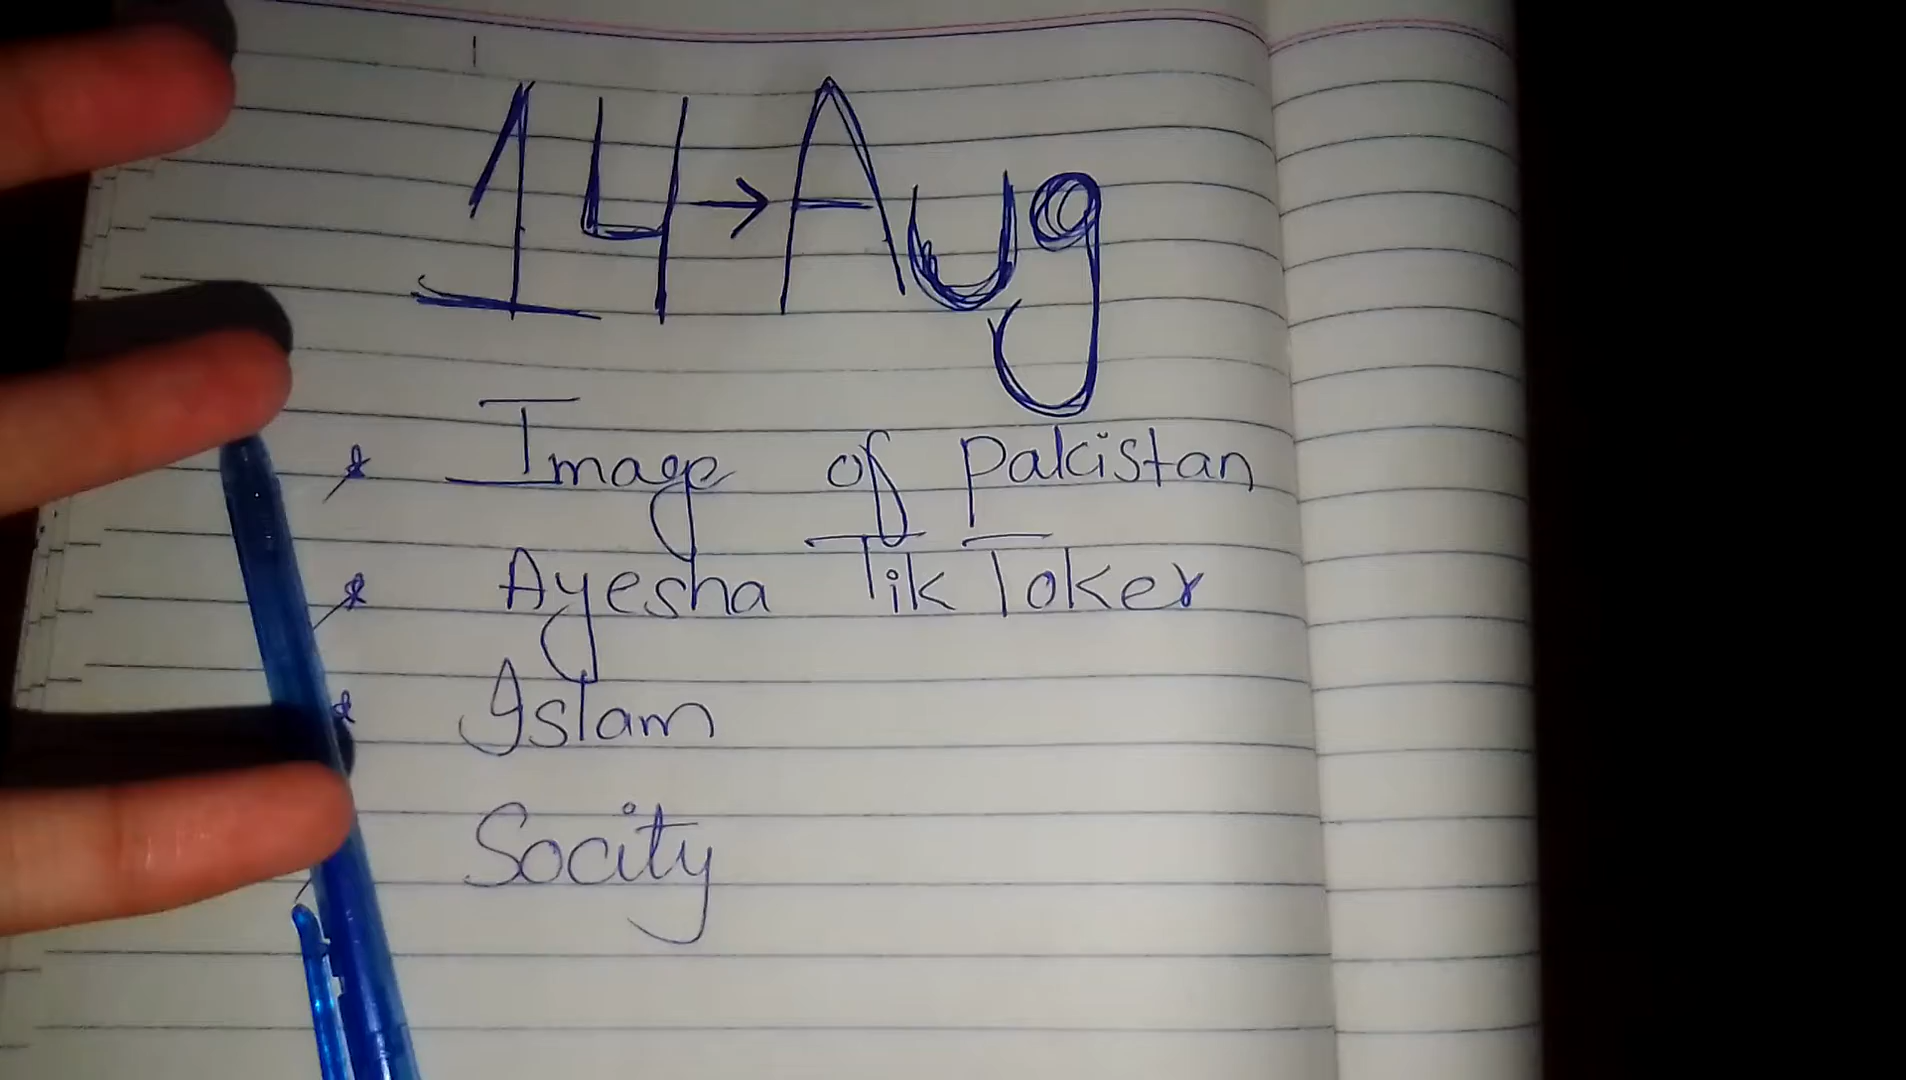 14→Aug
* Image of Pakistan
* Ayesha TikToker
* Islam
Socity